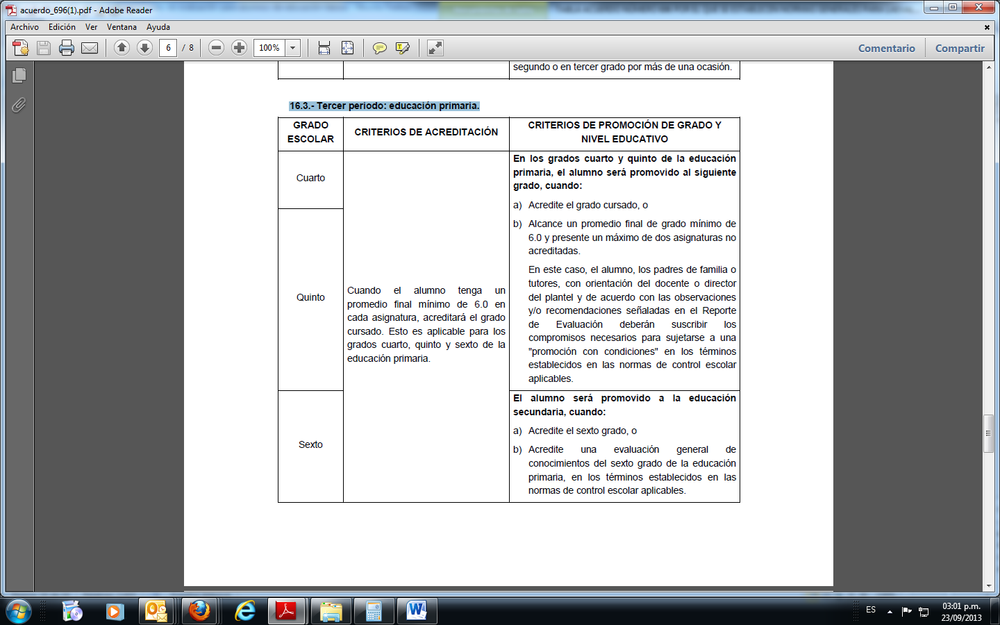 acuerdo_696(1).pdf - Adobe Reader
Archivo Edición Ver Ventana Ayuda
6 / 8
100%
Comentario Compartir
segundo o en tercer grado por más de una ocasión.
16.3.- Tercer periodo: educación primaria.
GRADO
ESCOLAR
CRITERIOS DE ACREDITACIÓN
CRITERIOS DE PROMOCIÓN DE GRADO Y
NIVEL EDUCATIVO
Cuarto
Quinto
Sexto
Cuando el alumno tenga un
promedio final mínimo de 6.0 en
cada asignatura, acreditará el grado
cursado. Esto es aplicable para los
grados cuarto, quinto y sexto de la
educación primaria.
En los grados cuarto y quinto de la educación
primaria, el alumno será promovido al siguiente
grado, cuando:
a) Acredite el grado cursado, o
b) Alcance un promedio final de grado mínimo de
6.0 y presente un máximo de dos asignaturas no
acreditadas.
En este caso, el alumno, los padres de familia o
tutores, con orientación del docente o director
del plantel y de acuerdo con las observaciones
y/o recomendaciones señaladas en el Reporte
de Evaluación deberán suscribir los
compromisos necesarios para sujetarse a una
"promoción con condiciones" en los términos
establecidos en las normas de control escolar
aplicables.
El alumno será promovido a la educación
secundaria, cuando:
a) Acredite el sexto grado, o
b) Acredite una evaluación general de
conocimientos del sexto grado de la educación
primaria, en los términos establecidos en las
normas de control escolar aplicables.
ES
03:01 p.m.
23/09/2013